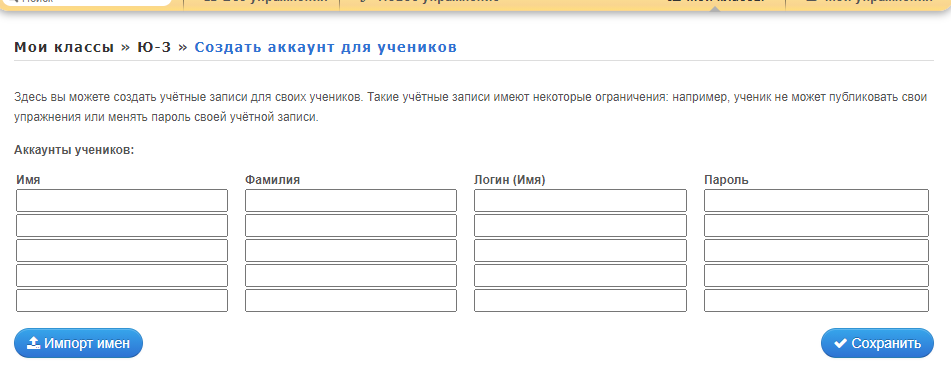 Мои классы » Ю-3 » Создать аккаунт для учеников
Здесь вы можете создать учётные записи для своих учеников. Такие учётные записи имеют некоторые ограничения: например, ученик не может публиковать свои
упражнения или менять пароль своей учётной записи.
Аккаунты учеников:
Имя Фамилия Логин (Имя) Пароль
Импорт имен Сохранить